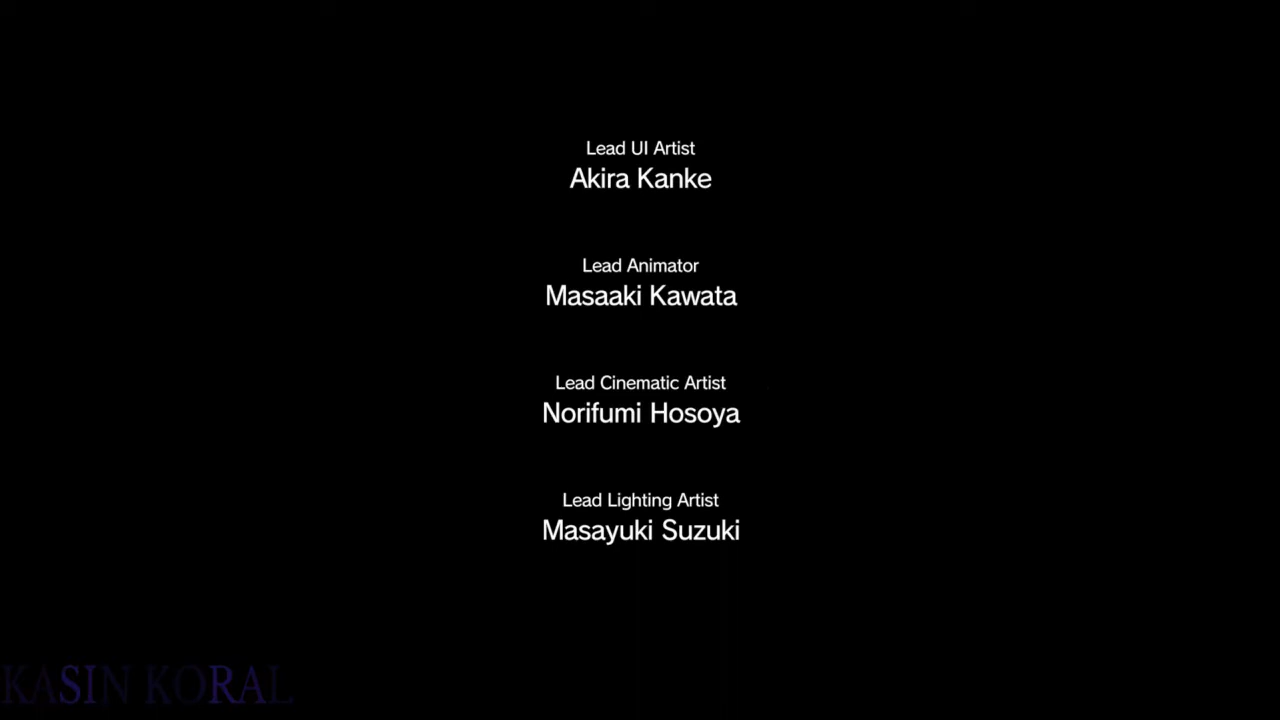 Lead UI Artist
Akira Kanke
Lead Animator
Masaaki Kawata
Lead Cinematic Artist
Norifumi Hosoya
Lead Lighting Artist
Masayuki Suzuki
KASIN KORAL